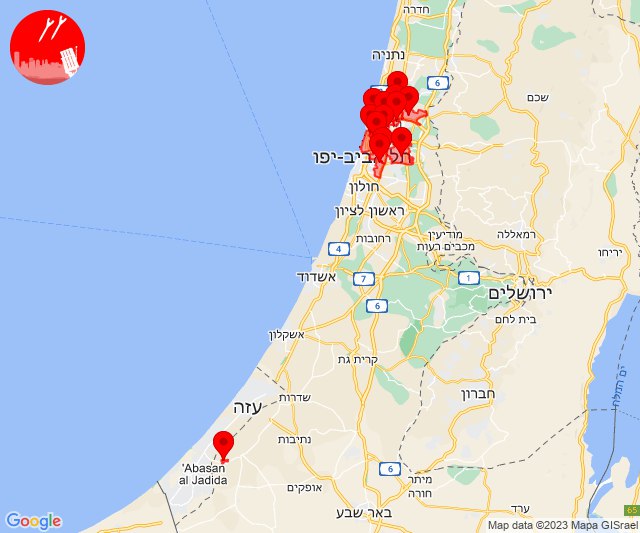 חדרה
נתניה
6
שכם
תל אביב-יפו
חולון
ראשון לציון
רמאללה
מודיעין
מכבים רעות
רחובות
יריחו
4
אשדוד
7
1
6
ירושלים
בית לחם
אשקלון
קרית גת
ים המלח
חברון
שדרות
עזה
נתיבות
'Abasan
al Jadida
6
מיתר
חורה
אופקים
ערד
באר שבע
65
Google
Map data ©2023 Mapa GISrael